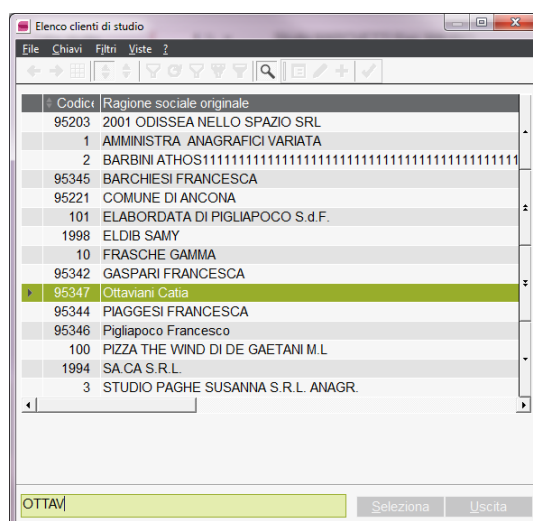 Elenco clienti di studio
File Chiavi Filtri Viste ?
Codice Ragione sociale originale
95203 2001 ODISSEA NELLO SPAZIO SRL
1 AMMINISTRA ANAGRAFICI VARIATA
2 BARBINI ATHOS11111111111111111111111111111111111111111111111
95345 BARCHIESI FRANCESCA
95221 COMUNE DI ANCONA
101 ELABORDATA DI PIGLIAPOCO S.d.F.
1998 ELDIB SAMY
10 FRASCHE GAMMA
95342 GASPARI FRANCESCA
95347 Ottaviani Catia
95344 PIAGGESI FRANCESCA
95346 Pigliapoco Francesco
100 PIZZA THE WIND DI DE GAETANI M.L
1994 SA.CA S.R.L.
3 STUDIO PAGHE SUSANNA S.R.L. ANAGR.
OTTAV Seleziona Uscita